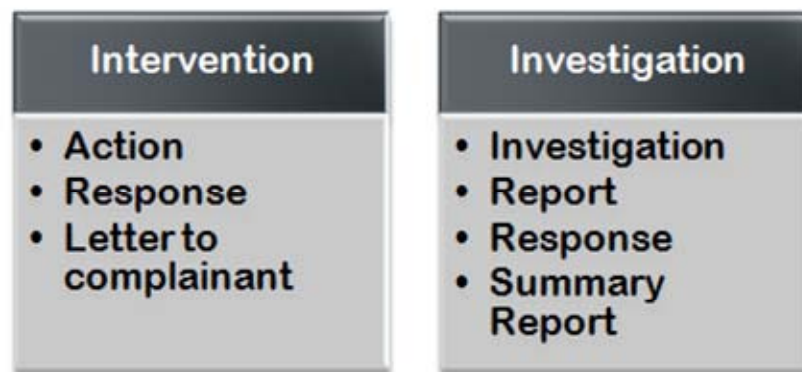 Intervention
• Action
• Response
• Letter to
complainant
Investigation
• Investigation
• Report
• Response
• Summary
Report